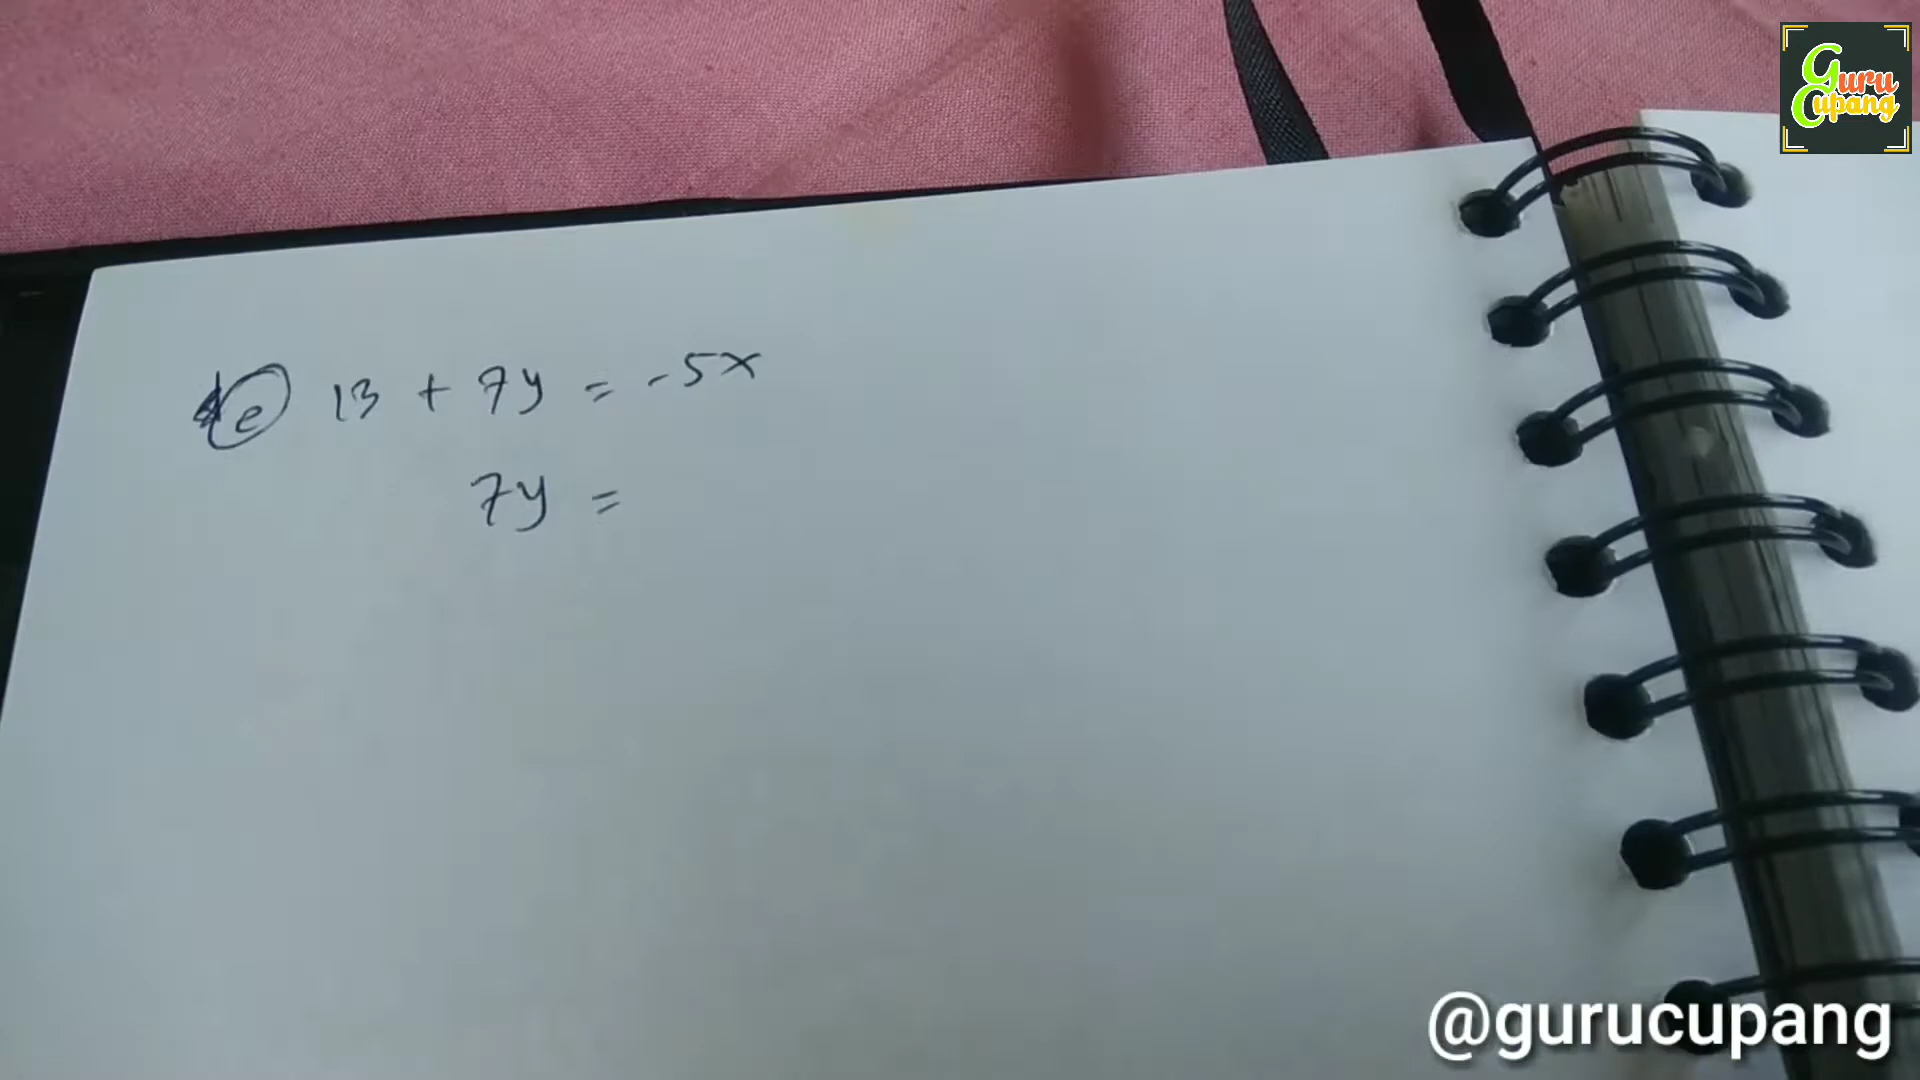 Guru
Cupang
e 13 + 7y = -5x
7y =
@gurucupang